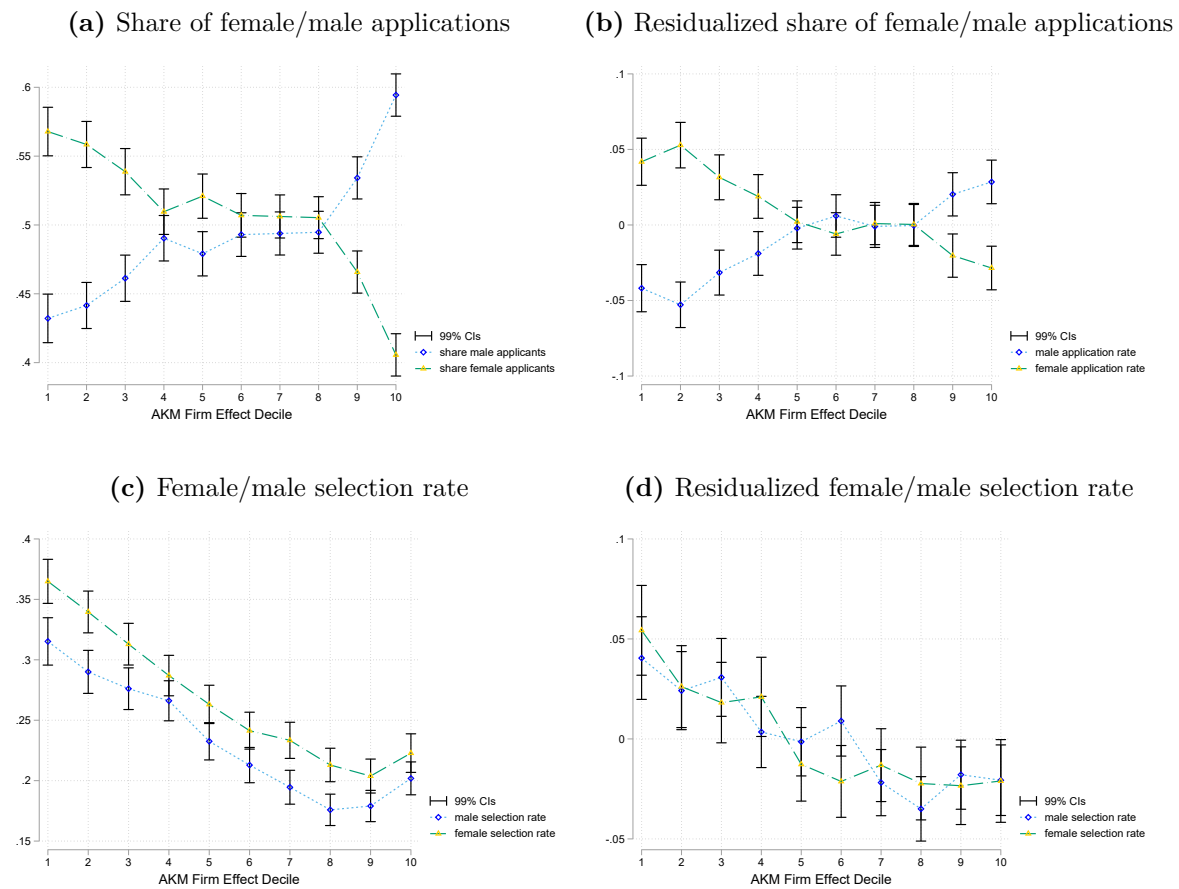 (a) Share of female/male applications
.6
.55
.5
.45
.4
1 2 3 4 5 6 7 8 9 10
AKM Firm Effect Decile
99% CIs
share male applicants
share female applicants
(b) Residualized share of female/male applications
.1
.05
0
-.05
-.1
1 2 3 4 5 6 7 8 9 10
AKM Firm Effect Decile
99% CIs
male application rate
female application rate
(c) Female/male selection rate
.4
.35
.3
.25
.2
.15
1 2 3 4 5 6 7 8 9 10
AKM Firm Effect Decile
99% CIs
male selection rate
female selection rate
(d) Residualized female/male selection rate
.1
.05
0
-.05
1 2 3 4 5 6 7 8 9 10
AKM Firm Effect Decile
99% CIs
male selection rate
female selection rate